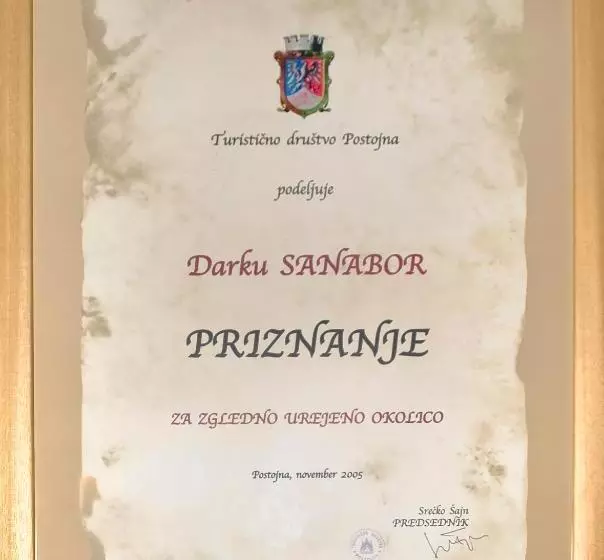 Turistično društvo Postojna
podeljuje
Darku SANABOR
PRIZNANJE
ZA ZGLEDNO UREJENO OKOLICO
Postojna, november 2005
Srečko Šajn
PREDSEDNIK